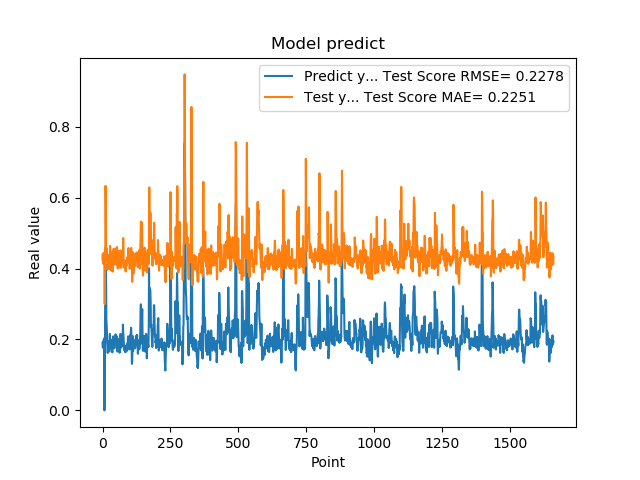 Model predict
Predict y... Test Score RMSE= 0.2278
Test y... Test Score MAE= 0.2251
0.8
0.6
0.4
0.2
0.0
Real value
0 250 500 750 1000 1250 1500
Point